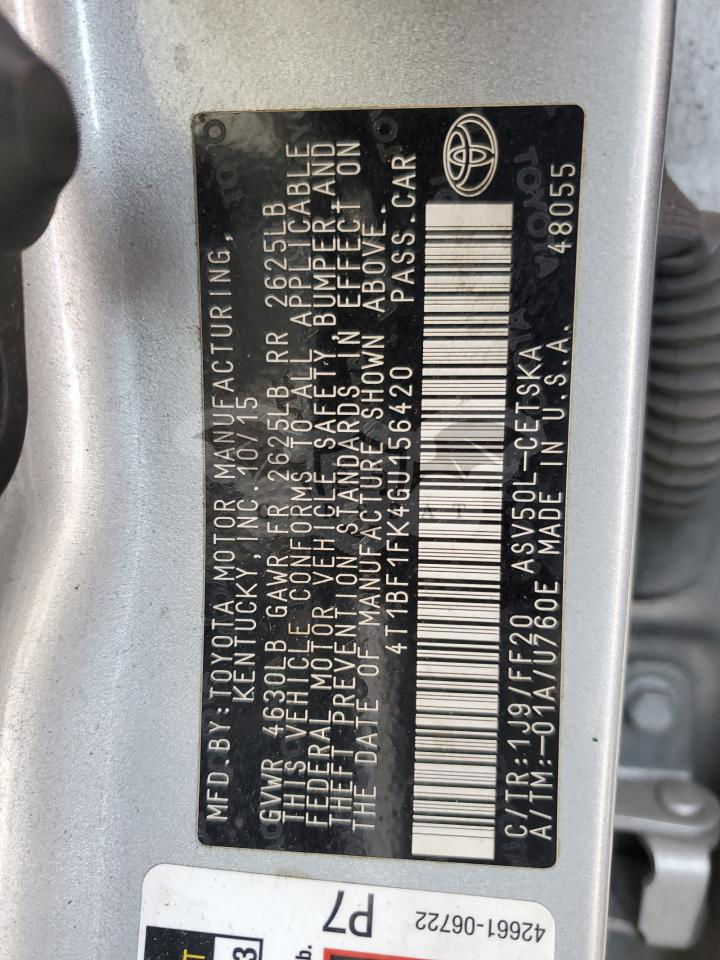 MFD.BY:TOYOTA MOTOR MANUFACTURING,
KENTUCKY,INC. 10/15
GVWR 4630LB GAWR FR 2625LB RR 2625LB
THIS VEHICLE CONFORMS TO ALL APPLICABLE
FEDERAL MOTOR VEHICLE SAFETY, BUMPER AND
THEFT PREVENTION STANDARDS IN EFFECT ON
THE DATE OF MANUFACTURE SHOWN ABOVE.
4T1BF1FK4GU156420 PASS.CAR
C/TR:1J9/FF20 ASV50L-CETSKA
A/TM:-01A/U760E MADE IN U.S.A. 48055
P7
42661-06722